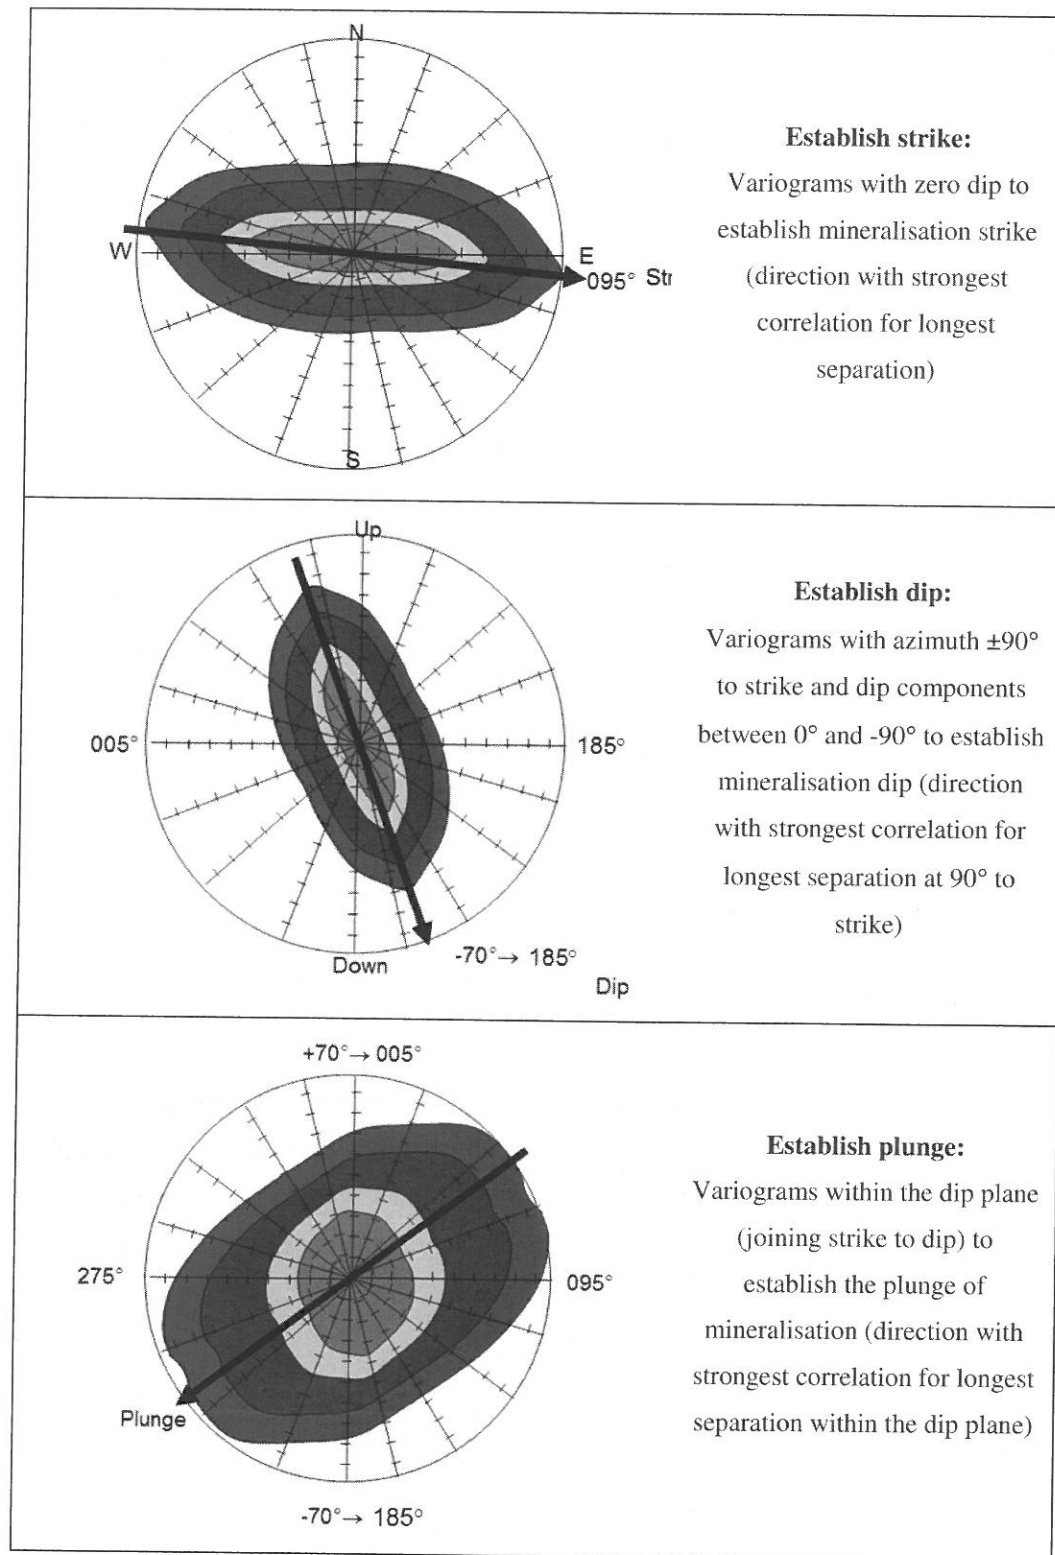 N
W
E
095° Str
S
Establish strike:
Variograms with zero dip to
establish mineralisation strike
(direction with strongest
correlation for longest
separation)
Up
005°
185°
Down
-70°→ 185°
Dip
Establish dip:
Variograms with azimuth ±90°
to strike and dip components
between 0° and -90° to establish
mineralisation dip (direction
with strongest correlation for
longest separation at 90° to
strike)
+70°→ 005°
275°
095°
Plunge
-70°→ 185°
Establish plunge:
Variograms within the dip plane
(joining strike to dip) to
establish the plunge of
mineralisation (direction with
strongest correlation for longest
separation within the dip plane)